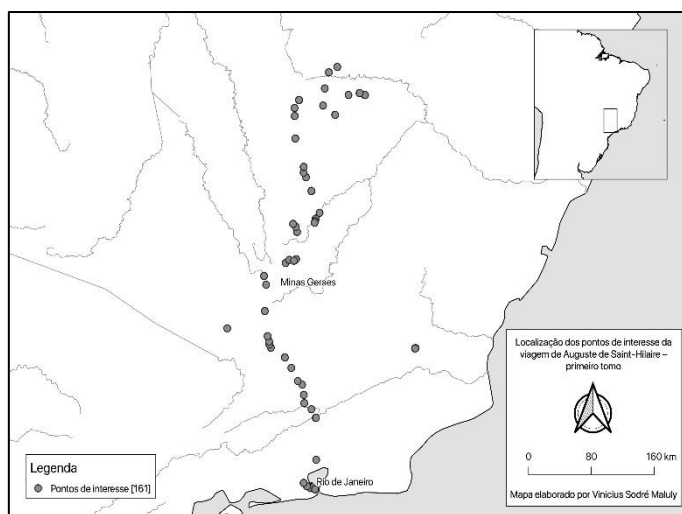 Minas Geraes
Localização dos pontos de interesse da
viagem de Auguste de Saint-Hilaire –
primeiro tomo
0 80 160 km
Mapa elaborado por Vinicius Sodré Maluly
Legenda
Pontos de interesse [161]
Rio de Janeiro